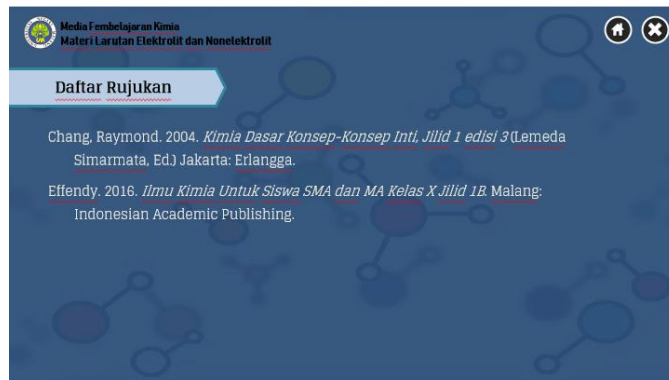 Media Fembelajaran Kimia
Materi Larutan Elektrolit dan Nonelektrolit
Daftar Rujukan
Chang, Raymond. 2004. Kimia Dasar Konsep-Konsep Inti, Jilid 1 edisi 3 (Lemeda
Simarmata, Ed.) Jakarta: Erlangga.
Effendy. 2016. Ilmu Kimia Untuk Siswa SMA dan MA Kelas X Jilid 1B. Malang:
Indonesian Academic Publishing.